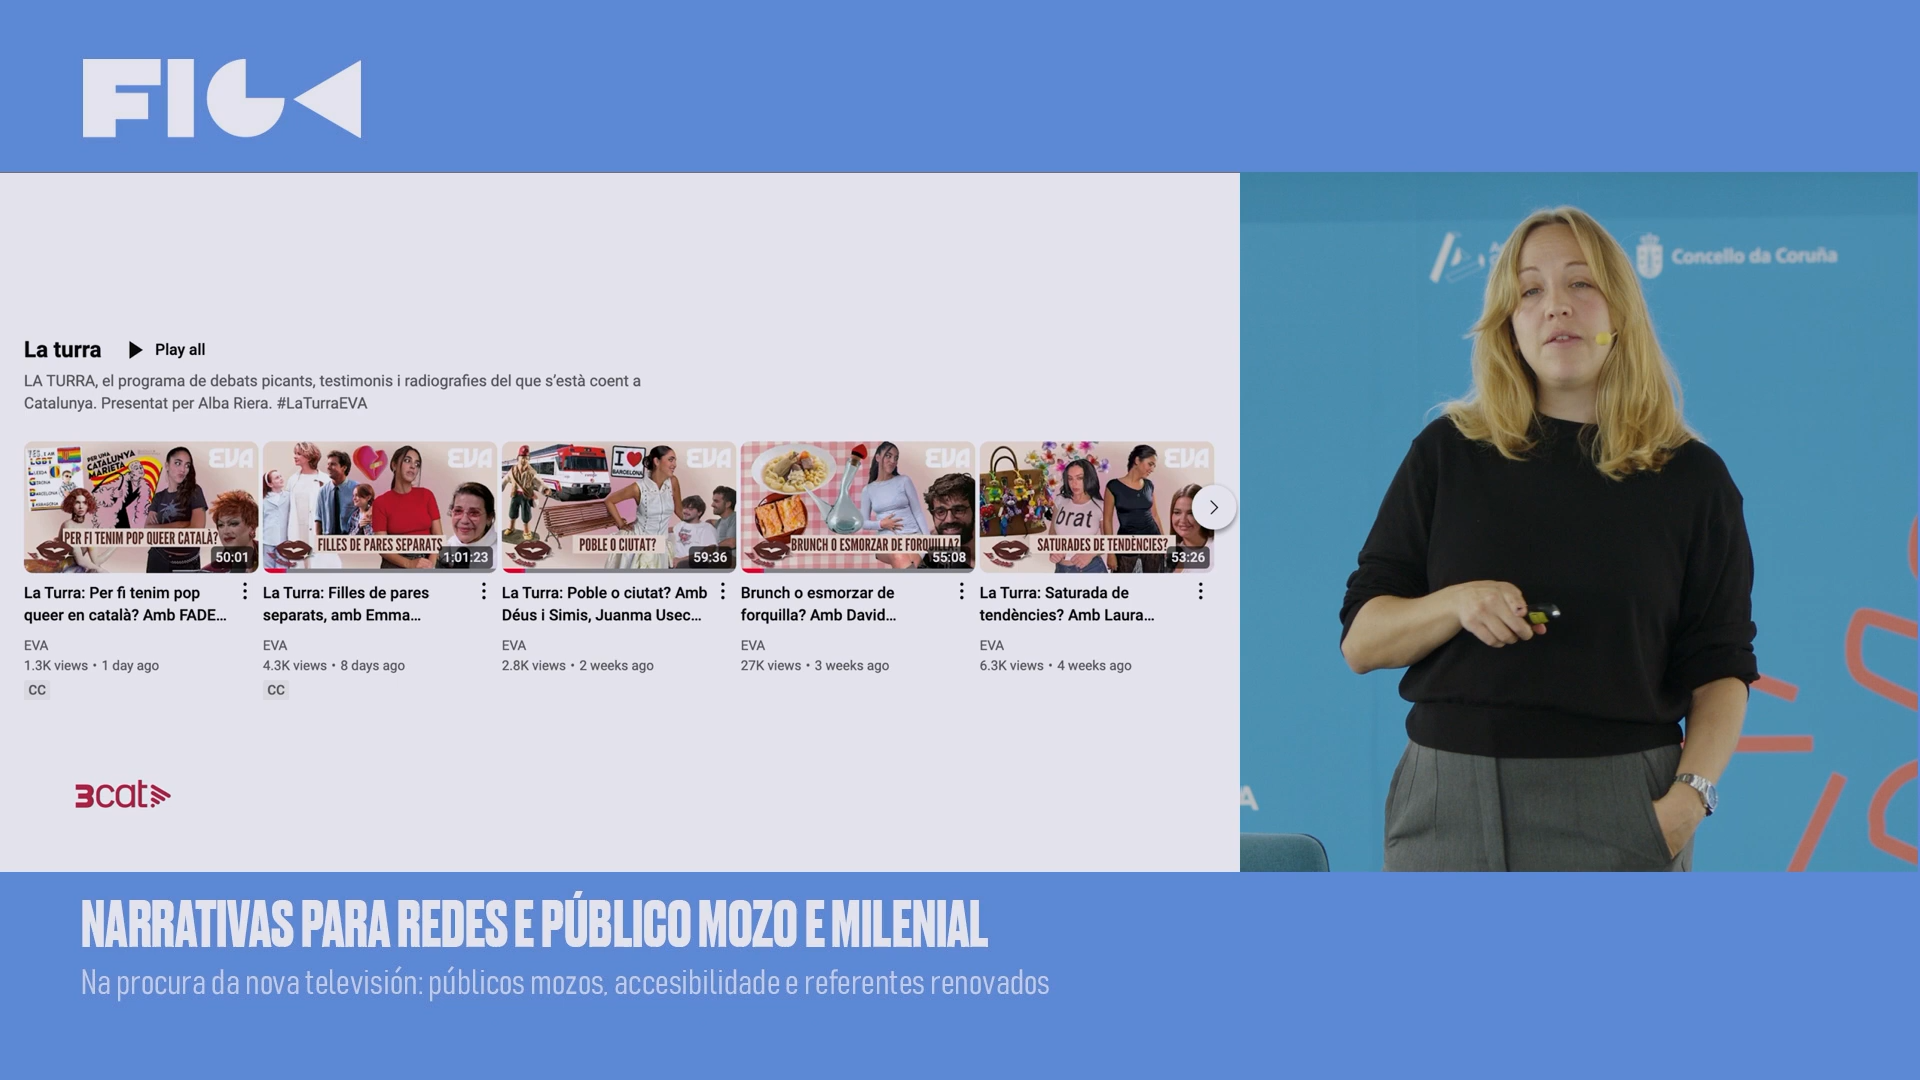 FIC
La turra Play all
LA TURRA, el programa de debats picants, testimonis i radiografies del que s'està coent a
Catalunya. Presentat per Alba Riera. #LaTurraEVA
EVA
PER UNA
CATALUNYA
MARIETA
PER FI TENIM POP QUEER CATALÀ?
50:01
EVA
FILLES DE PARES SEPARATS
1:01:23
EVA
I
BARCELONA
POBLE O CIUTAT?
59:36
EVA
BRUNCH O ESMORZAR DE FORQUILLA?
55:08
EVA
brat
SATURADES DE TENDÈNCIES?
53:26
La Turra: Per fi tenim pop
queer en català? Amb FADE...
EVA
1.3K views • 1 day ago
CC
La Turra: Filles de pares
separats, amb Emma...
EVA
4.3K views • 8 days ago
CC
La Turra: Poble o ciutat? Amb
Déus i Simis, Juanma Usec...
EVA
2.8K views • 2 weeks ago
Brunch o esmorzar de
forquilla? Amb David...
EVA
27K views • 3 weeks ago
La Turra: Saturada de
tendències? Amb Laura...
EVA
6.3K views • 4 weeks ago
3cat
Concello da Coruña
NARRATIVAS PARA REDES E PÚBLICO MOZO E MILENIAL
Na procura da nova televisión: públicos mozos, accesibilidade e referentes renovados